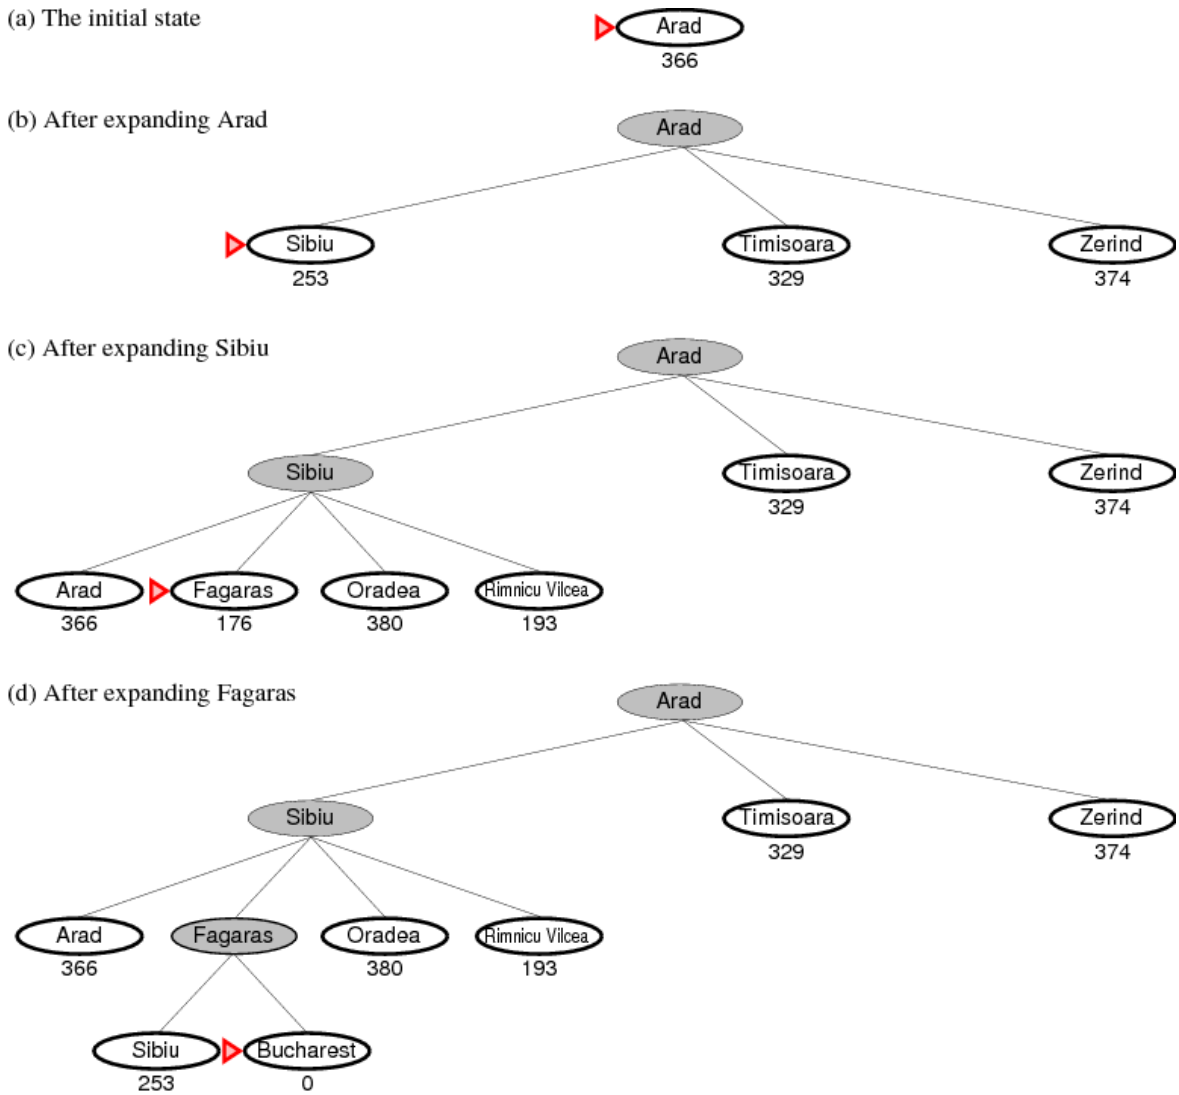 (a) The initial state
Arad
366
(b) After expanding Arad
Arad
Sibiu Timisoara Zerind
253 329 374
(c) After expanding Sibiu
Arad
Sibiu Timisoara Zerind
329 374
Arad Fagaras Oradea Rimnicu Vilcea
366 176 380 193
(d) After expanding Fagaras
Arad
Sibiu Timisoara Zerind
329 374
Arad Fagaras Oradea Rimnicu Vilcea
366 380 193
Sibiu Bucharest
253 0